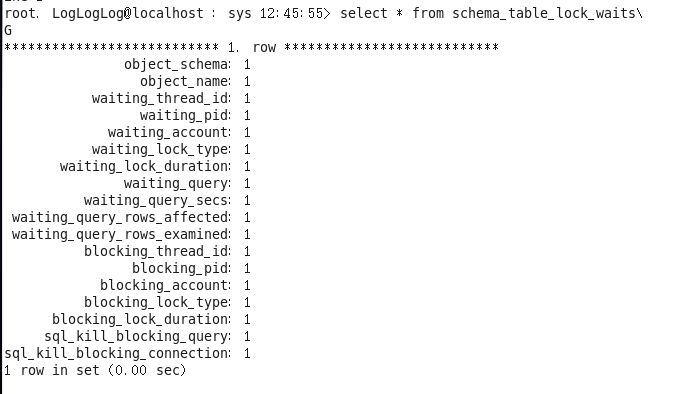 root. LogLogLog@localhost : sys 12:45:55> select * from schema_table_lock_waits\
G
*************************** 1. row ***************************
object_schema: 1
object_name: 1
waiting_thread_id: 1
waiting_pid: 1
waiting_account: 1
waiting_lock_type: 1
waiting_lock_duration: 1
waiting_query: 1
waiting_query_secs: 1
waiting_query_rows_affected: 1
waiting_query_rows_examined: 1
blocking_thread_id: 1
blocking_pid: 1
blocking_account: 1
blocking_lock_type: 1
blocking_lock_duration: 1
sql_kill_blocking_query: 1
sql_kill_blocking_connection: 1
1 row in set (0.00 sec)